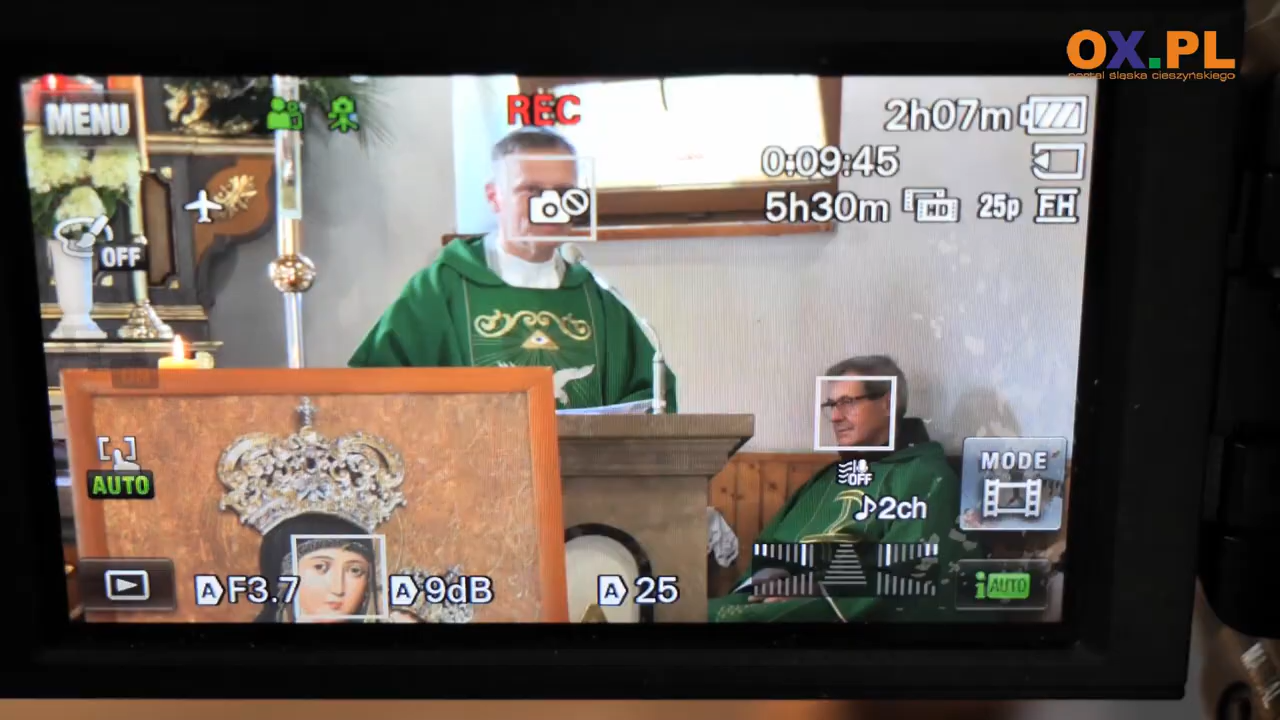 OX.PL
portal śląska cieszyńskiego
MENU
REC
2h07m
0:09:45
5h30m HD 25p FH
OFF
AUTO
MODE
OFF
♪2ch
A F3.7 A 9dB A 25
iAUTO